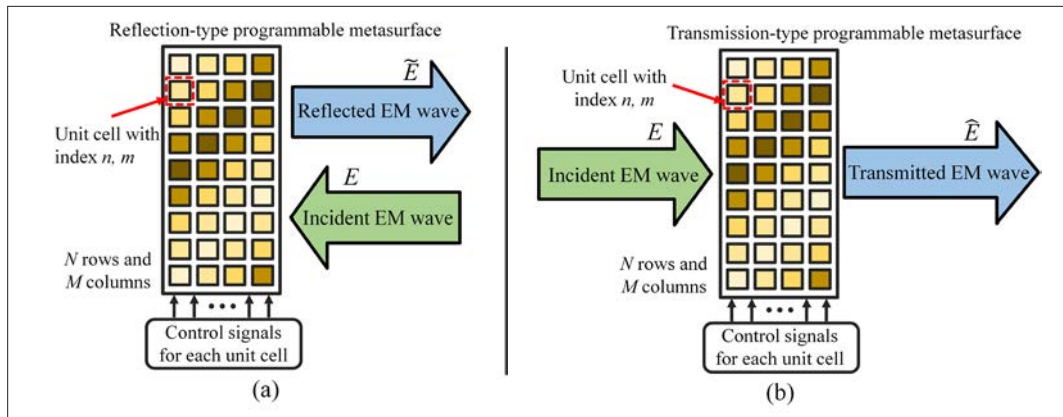 Reflection-type programmable metasurface
Ẽ
Reflected EM wave
Unit cell with
index n, m
E
Incident EM wave
N rows and
M columns
Control signals
for each unit cell
(a)
Transmission-type programmable metasurface
Unit cell with
index n, m
E
Incident EM wave
Ê
Transmitted EM wave
N rows and
M columns
Control signals
for each unit cell
(b)